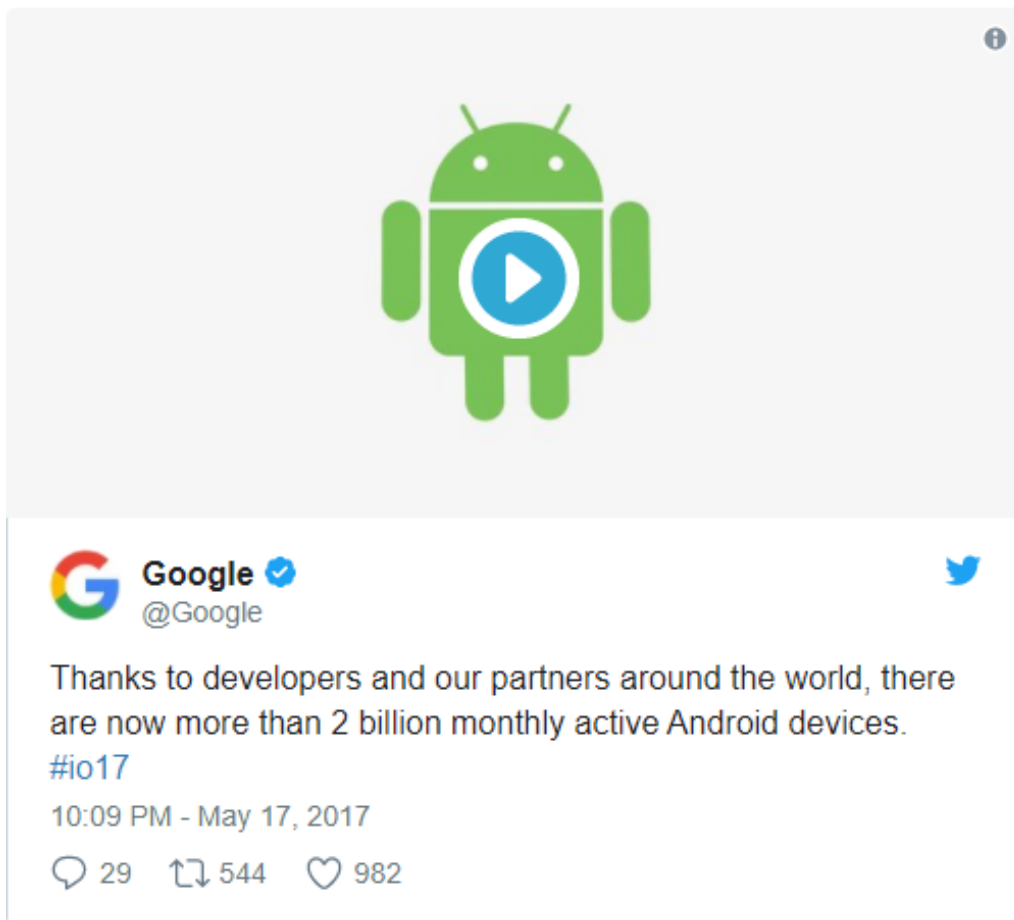 Google
@Google
Thanks to developers and our partners around the world, there
are now more than 2 billion monthly active Android devices.
#io17
10:09 PM - May 17, 2017
29 544 982